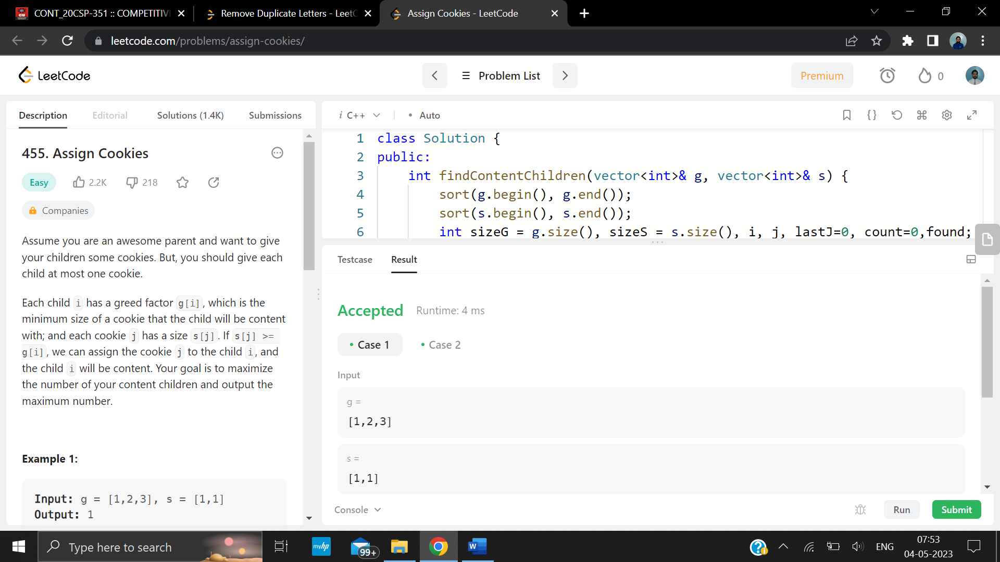 CONT_20CSP-351 :: COMPETITIVE
Remove Duplicate Letters - LeetC
Assign Cookies - LeetCode
leetcode.com/problems/assign-cookies/
LeetCode
Problem List
Premium
0
Description
Editorial
Solutions (1.4K)
Submissions
455. Assign Cookies
Easy
2.2K
218
Companies
Assume you are an awesome parent and want to give
your children some cookies. But, you should give each
child at most one cookie.
Each child i has a greed factor g[i], which is the
minimum size of a cookie that the child will be content
with; and each cookie j has a size s[j]. If s[j] >=
g[i], we can assign the cookie j to the child i, and
the child i will be content. Your goal is to maximize
the number of your content children and output the
maximum number.
Example 1:
Input: g = [1,2,3], s = [1,1]
Output: 1
i C++
• Auto
{}
1 class Solution {
2 public:
3 int findContentChildren(vector<int>& g, vector<int>& s) {
4 sort(g.begin(), g.end());
5 sort(s.begin(), s.end());
6 int sizeG = g.size(), sizeS = s.size(), i, j, lastJ=0, count=0,found;
Testcase
Result
Accepted Runtime: 4 ms
• Case 1
• Case 2
Input
g =
[1,2,3]
s =
[1,1]
Console
Run
Submit
Type here to search
myhp
99+
W
ENG
07:53
04-05-2023